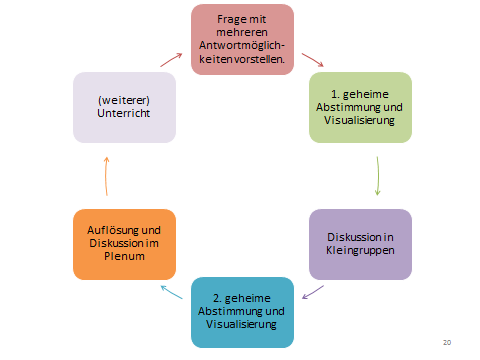 Frage mit
mehreren
Antwortmöglich-
keiten vorstellen.
1. geheime
Abstimmung und
Visualisierung
Diskussion in
Kleingruppen
2. geheime
Abstimmung und
Visualisierung
Auflösung und
Diskussion im
Plenum
(weiterer)
Unterricht
20